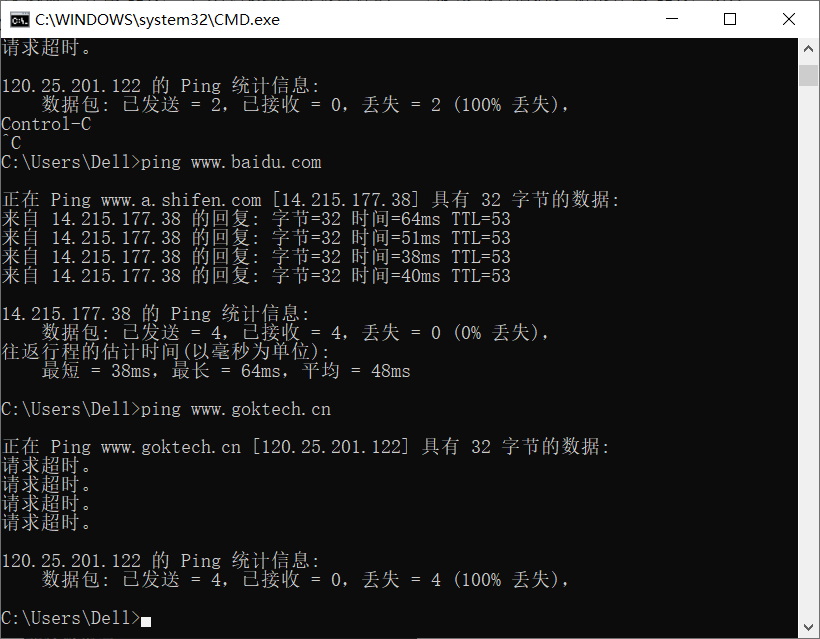 C:\WINDOWS\system32\CMD.exe
请求超时。
120.25.201.122 的 Ping 统计信息:
数据包: 已发送 = 2，已接收 = 0，丢失 = 2 (100% 丢失)，
Control-C
^C
C:\Users\Dell>ping www.baidu.com
正在 Ping www.a.shifen.com [14.215.177.38] 具有 32 字节的数据:
来自 14.215.177.38 的回复: 字节=32 时间=64ms TTL=53
来自 14.215.177.38 的回复: 字节=32 时间=51ms TTL=53
来自 14.215.177.38 的回复: 字节=32 时间=38ms TTL=53
来自 14.215.177.38 的回复: 字节=32 时间=40ms TTL=53
14.215.177.38 的 Ping 统计信息:
数据包: 已发送 = 4，已接收 = 4，丢失 = 0 (0% 丢失)，
往返行程的估计时间(以毫秒为单位):
最短 = 38ms，最长 = 64ms，平均 = 48ms
C:\Users\Dell>ping www.goktech.cn
正在 Ping www.goktech.cn [120.25.201.122] 具有 32 字节的数据:
请求超时。
请求超时。
请求超时。
请求超时。
120.25.201.122 的 Ping 统计信息:
数据包: 已发送 = 4，已接收 = 0，丢失 = 4 (100% 丢失)，
C:\Users\Dell>